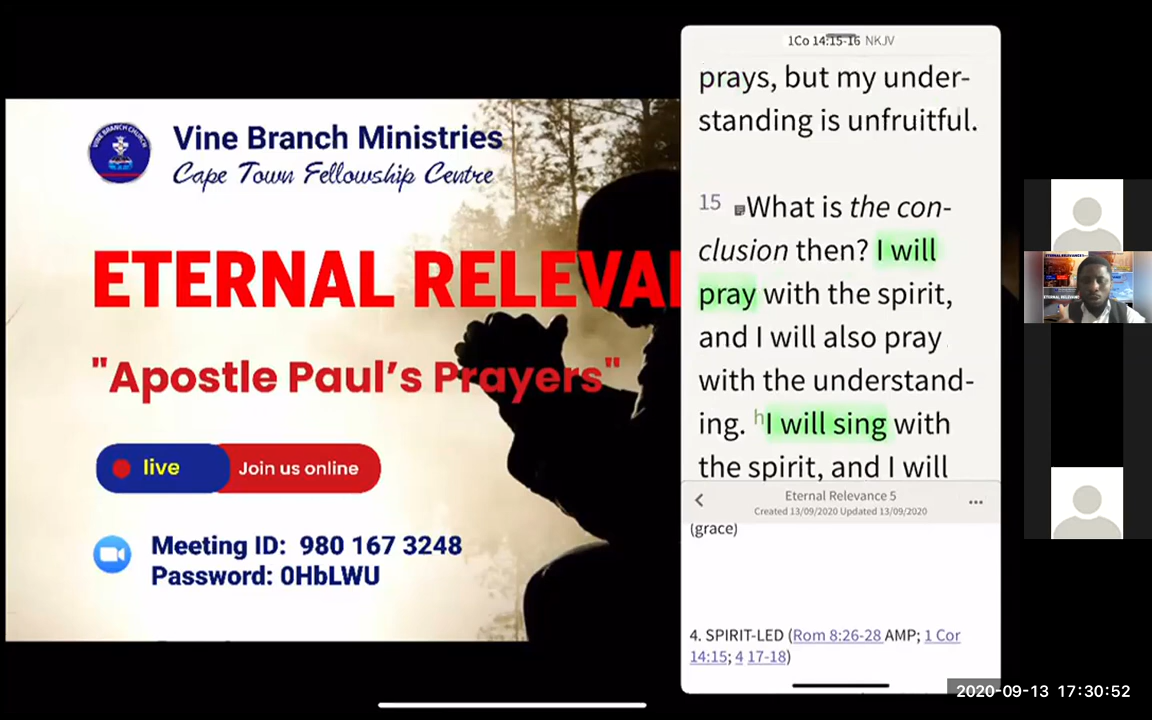 VINE BRANCH CHURCH
Vine Branch Ministries
Cape Town Fellowship Centre
ETERNAL RELEVA
"Apostle Paul’s Prayers"
live
Join us online
Meeting ID: 980 167 3248
Password: 0HbLWU
1Co 14:15-16 NKJV
prays, but my under-
standing is unfruitful.
15 What is the con-
clusion then? I will
pray with the spirit,
and I will also pray
with the understand-
ing. hI will sing with
the spirit, and I will
Eternal Relevance 5
Created 13/09/2020 Updated 13/09/2020
(grace)
4. SPIRIT-LED (Rom 8:26-28 AMP; 1 Cor
14:15; 4 17-18)
2020-09-13 17:30:52